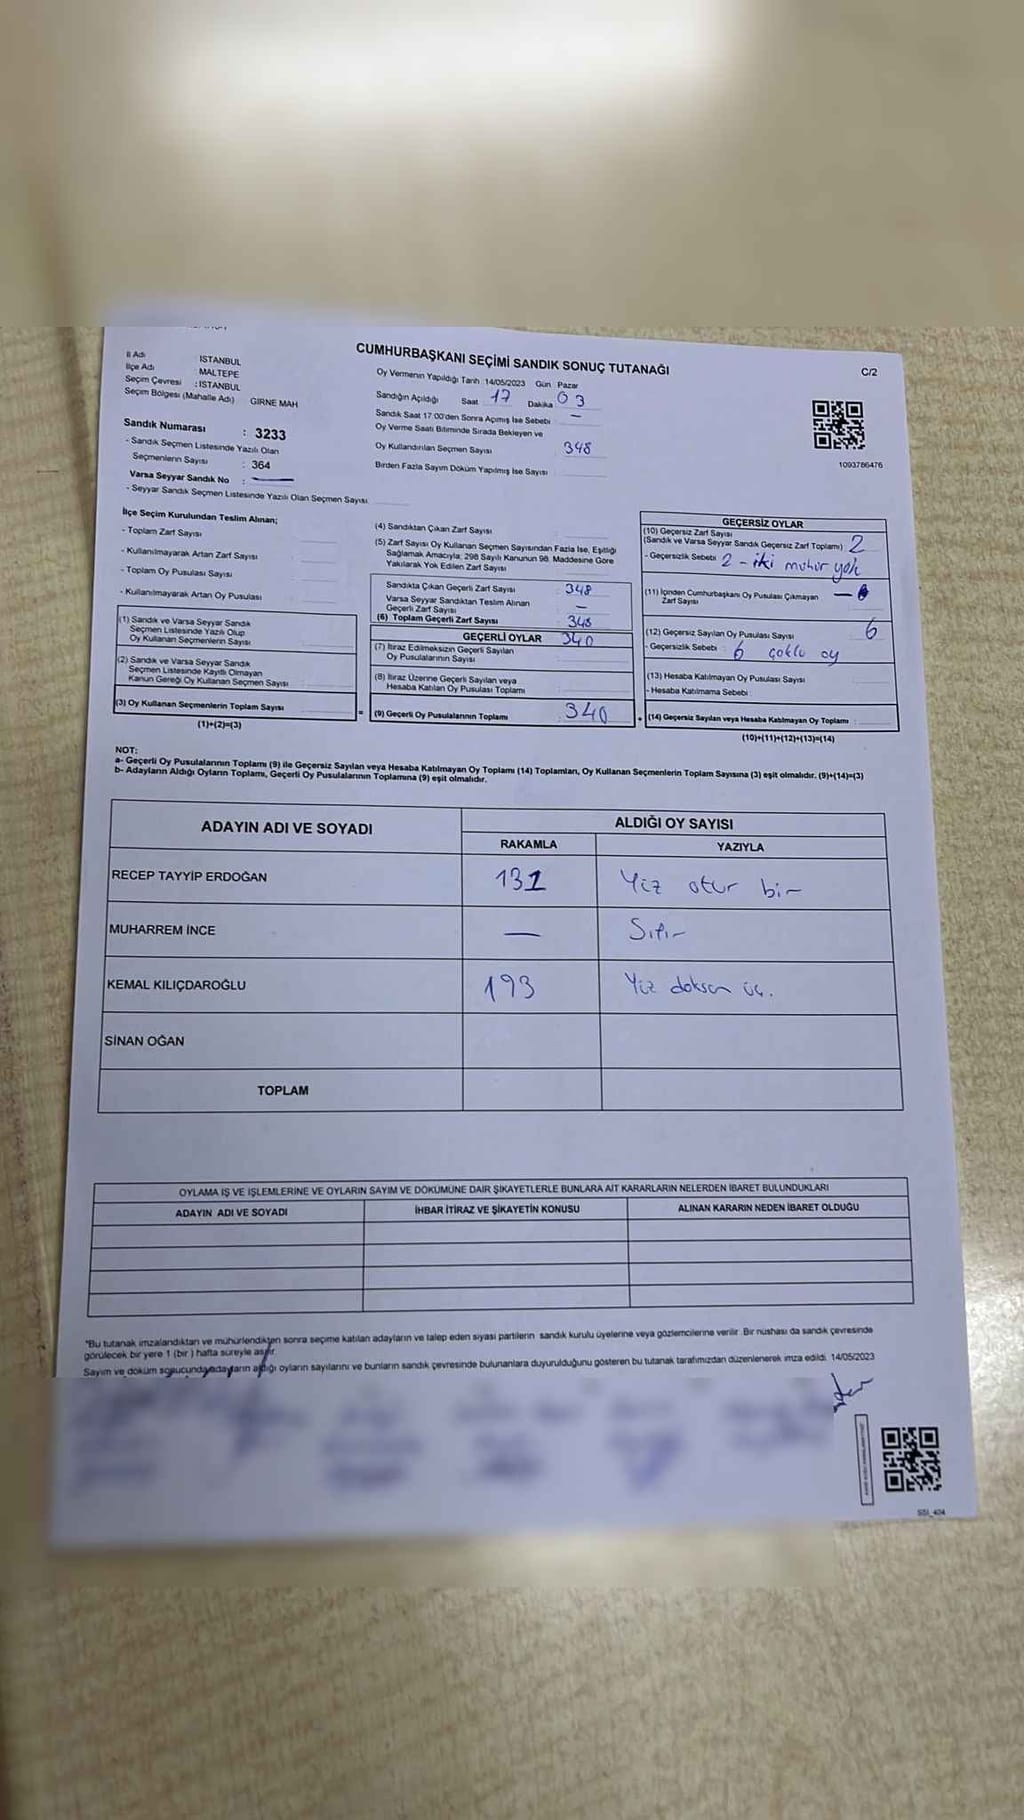 CUMHURBAŞKANI SEÇİMİ SANDIK SONUÇ TUTANAĞI
C/2
İl Adı İSTANBUL
İlçe Adı MALTEPE
Seçim Çevresi : İSTANBUL
Seçim Bölgesi (Mahalle Adı) GİRNE MAH
Sandık Numarası : 3233
- Sandık Seçmen Listesinde Yazılı Olan
Seçmenlerin Sayısı : 364
Varsa Seyyar Sandık No : —
- Seyyar Sandık Seçmen Listesinde Yazılı Olan Seçmen Sayısı
Oy Vermenin Yapıldığı Tarih 14/05/2023 Gün Pazar
Sandığın Açıldığı Saat 17 Dakika 03
Sandık Saat 17:00'den Sonra Açılmış İse Sebebi —
Oy Verme Saati Bitiminde Sırada Bekleyen ve
Oy Kullandırılan Seçmen Sayısı 348
Birden Fazla Sayım Döküm Yapılmış İse Sayısı
1093786476
İlçe Seçim Kurulundan Teslim Alınan;
- Toplam Zarf Sayısı
- Kullanılmayarak Artan Zarf Sayısı
- Toplam Oy Pusulası Sayısı
- Kullanılmayarak Artan Oy Pusulası
(1) Sandık ve Varsa Seyyar Sandık
Seçmen Listesinde Yazılı Olup
Oy Kullanan Seçmenlerin Sayısı
(2) Sandık ve Varsa Seyyar Sandık
Seçmen Listesinde Kayıtlı Olmayan
Kanun Gereği Oy Kullanan Seçmen Sayısı
(3) Oy Kullanan Seçmenlerin Toplam Sayısı
(1)+(2)=(3)
(4) Sandıktan Çıkan Zarf Sayısı
(5) Zarf Sayısı Oy Kullanan Seçmen Sayısından Fazla İse, Eşitliği
Sağlamak Amacıyla; 298 Sayılı Kanunun 98. Maddesine Göre
Yakılarak Yok Edilen Zarf Sayısı
Sandıkta Çıkan Geçerli Zarf Sayısı 348
Varsa Seyyar Sandıktan Teslim Alınan
Geçerli Zarf Sayısı —
(6) Toplam Geçerli Zarf Sayısı 348
GEÇERLİ OYLAR 340
(7) İtiraz Edilmeksizin Geçerli Sayılan
Oy Pusulalarının Sayısı
(8) İtiraz Üzerine Geçerli Sayılan veya
Hesaba Katılan Oy Pusulası Toplamı
= (9) Geçerli Oy Pusulalarının Toplamı 340
GEÇERSİZ OYLAR
(10) Geçersiz Zarf Sayısı
(Sandık ve Varsa Seyyar Sandık Geçersiz Zarf Toplamı) 2
- Geçersizlik Sebebi 2 - iki mühür yok
(11) İçinden Cumhurbaşkanı Oy Pusulası Çıkmayan
Zarf Sayısı —
(12) Geçersiz Sayılan Oy Pusulası Sayısı 6
- Geçersizlik Sebebi : 6 çoklu oy
(13) Hesaba Katılmayan Oy Pusulası Sayısı
- Hesaba Katılmama Sebebi :
+ (14) Geçersiz Sayılan veya Hesaba Katılmayan Oy Toplamı :
(10)+(11)+(12)+(13)=(14)
NOT:
a- Geçerli Oy Pusulalarının Toplamı (9) ile Geçersiz Sayılan veya Hesaba Katılmayan Oy Toplamı (14) Toplamları, Oy Kullanan Seçmenlerin Toplam Sayısına (3) eşit olmalıdır. (9)+(14)=(3)
b- Adayların Aldığı Oyların Toplamı, Geçerli Oy Pusulalarının Toplamına (9) eşit olmalıdır.
ADAYIN ADI VE SOYADI
ALDIĞI OY SAYISI
RAKAMLA YAZIYLA
RECEP TAYYİP ERDOĞAN 131 Yüz otur bir
MUHARREM İNCE — Sıfır
KEMAL KILIÇDAROĞLU 193 Yüz doksan üç.
SİNAN OĞAN
TOPLAM
OYLAMA İŞ VE İŞLEMLERİNE VE OYLARIN SAYIM VE DÖKÜMÜNE DAİR ŞİKAYETLERLE BUNLARA AİT KARARLARIN NELERDEN İBARET BULUNDUKLARI
ADAYIN ADI VE SOYADI İHBAR İTİRAZ VE ŞİKAYETİN KONUSU ALINAN KARARIN NEDEN İBARET OLDUĞU
*Bu tutanak imzalandıktan ve mühürlendikten sonra seçime katılan adayların ve talep eden siyasi partilerin sandık kurulu üyelerine veya gözlemcilerine verilir. Bir nüshası da sandık çevresinde
görülecek bir yere 1 (bir ) hafta süreyle asılır.
Sayım ve döküm sonucunda adayların aldığı oyların sayılarını ve bunların sandık çevresinde bulunanlara duyurulduğunu gösteren bu tutanak tarafımızdan düzenlenerek imza edildi. 14/05/2023